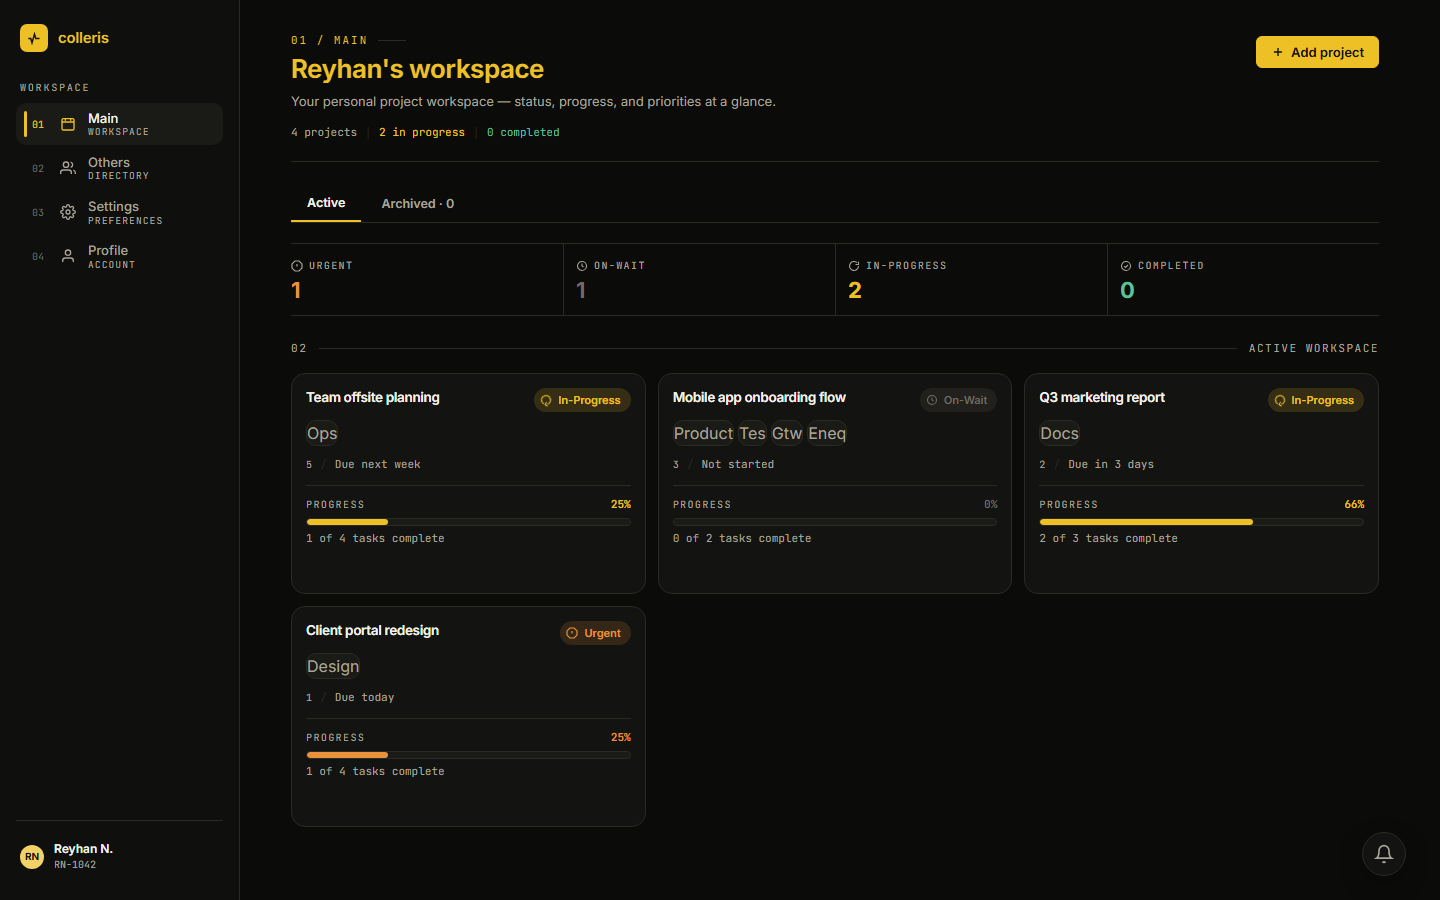 colleris
WORKSPACE
01 Main
WORKSPACE
02 Others
DIRECTORY
03 Settings
PREFERENCES
04 Profile
ACCOUNT
RN Reyhan N.
RN-1042
01 / MAIN
Reyhan's workspace
Your personal project workspace — status, progress, and priorities at a glance.
4 projects | 2 in progress | 0 completed
+ Add project
Active Archived · 0
URGENT
1
ON-WAIT
1
IN-PROGRESS
2
COMPLETED
0
02 ACTIVE WORKSPACE
Team offsite planning In-Progress
Ops
5 / Due next week
PROGRESS 25%
1 of 4 tasks complete
Mobile app onboarding flow On-Wait
Product Tes Gtw Eneq
3 / Not started
PROGRESS 0%
0 of 2 tasks complete
Q3 marketing report In-Progress
Docs
2 / Due in 3 days
PROGRESS 66%
2 of 3 tasks complete
Client portal redesign Urgent
Design
1 / Due today
PROGRESS 25%
1 of 4 tasks complete